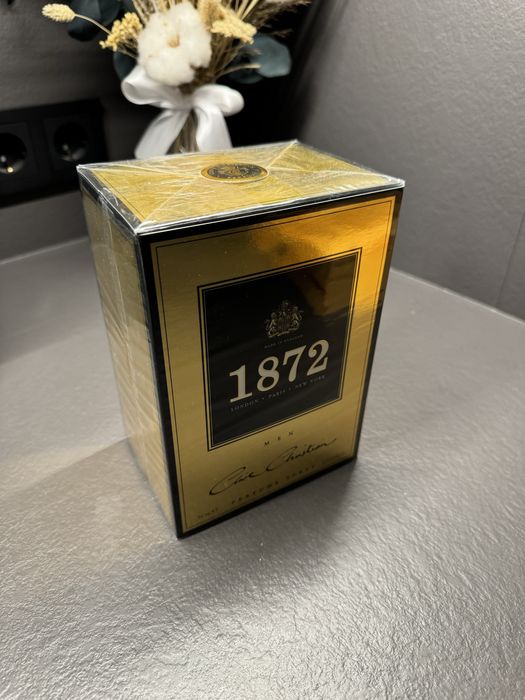 1872
LONDON • PARIS • NEW YORK
MEN
Clive Christian
PERFUME SPRAY